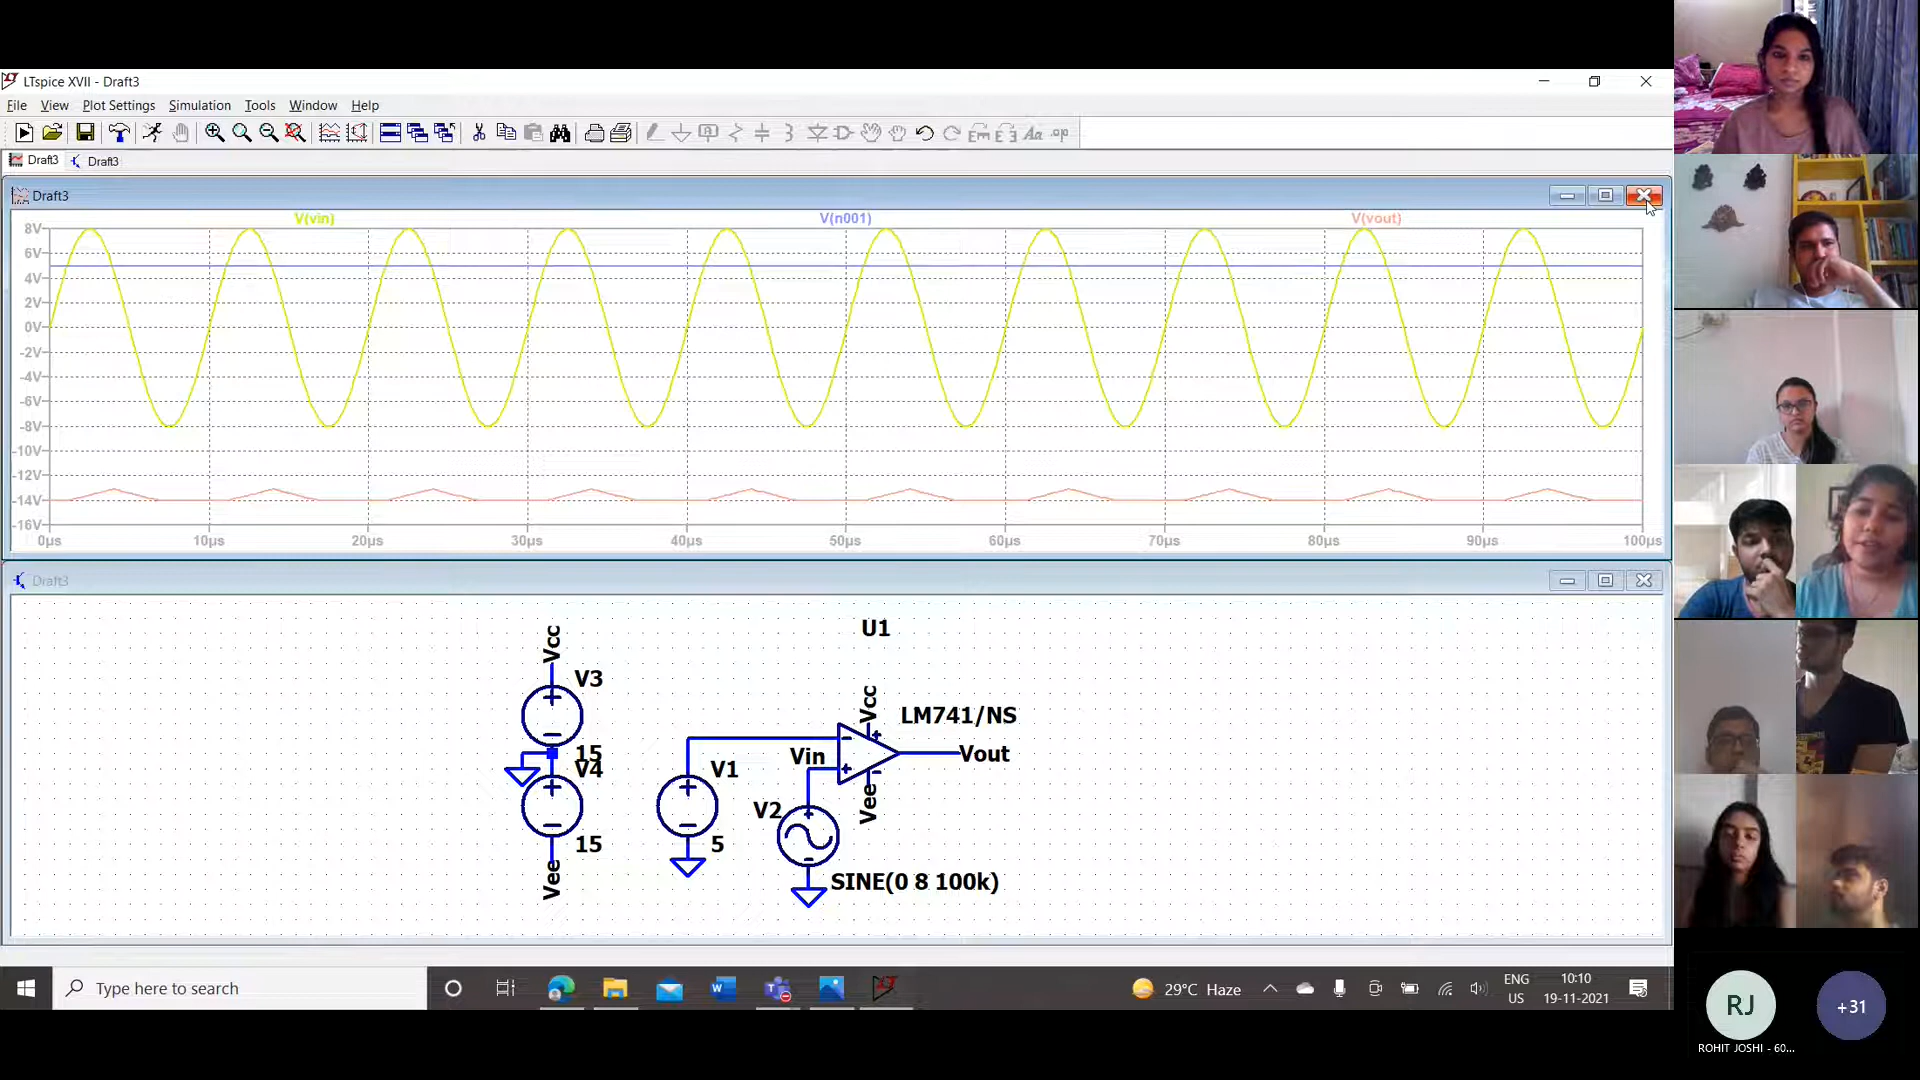 LTspice XVII - Draft3
File View Plot Settings Simulation Tools Window Help
Draft3 Draft3
Draft3
V(vin) V(n001) V(vout)
8V
6V
4V
2V
0V
-2V
-4V
-6V
-8V
-10V
-12V
-14V
-16V
0µs 10µs 20µs 30µs 40µs 50µs 60µs 70µs 80µs 90µs 100µs
Draft3
U1
Vcc
V3
15
V4
15
Vee
V1
5
Vin
V2
SINE(0 8 100k)
Vcc
LM741/NS
Vout
Vee
Type here to search
29°C Haze
ENG
US
10:10
19-11-2021
RJ
+31
ROHIT JOSHI - 60...